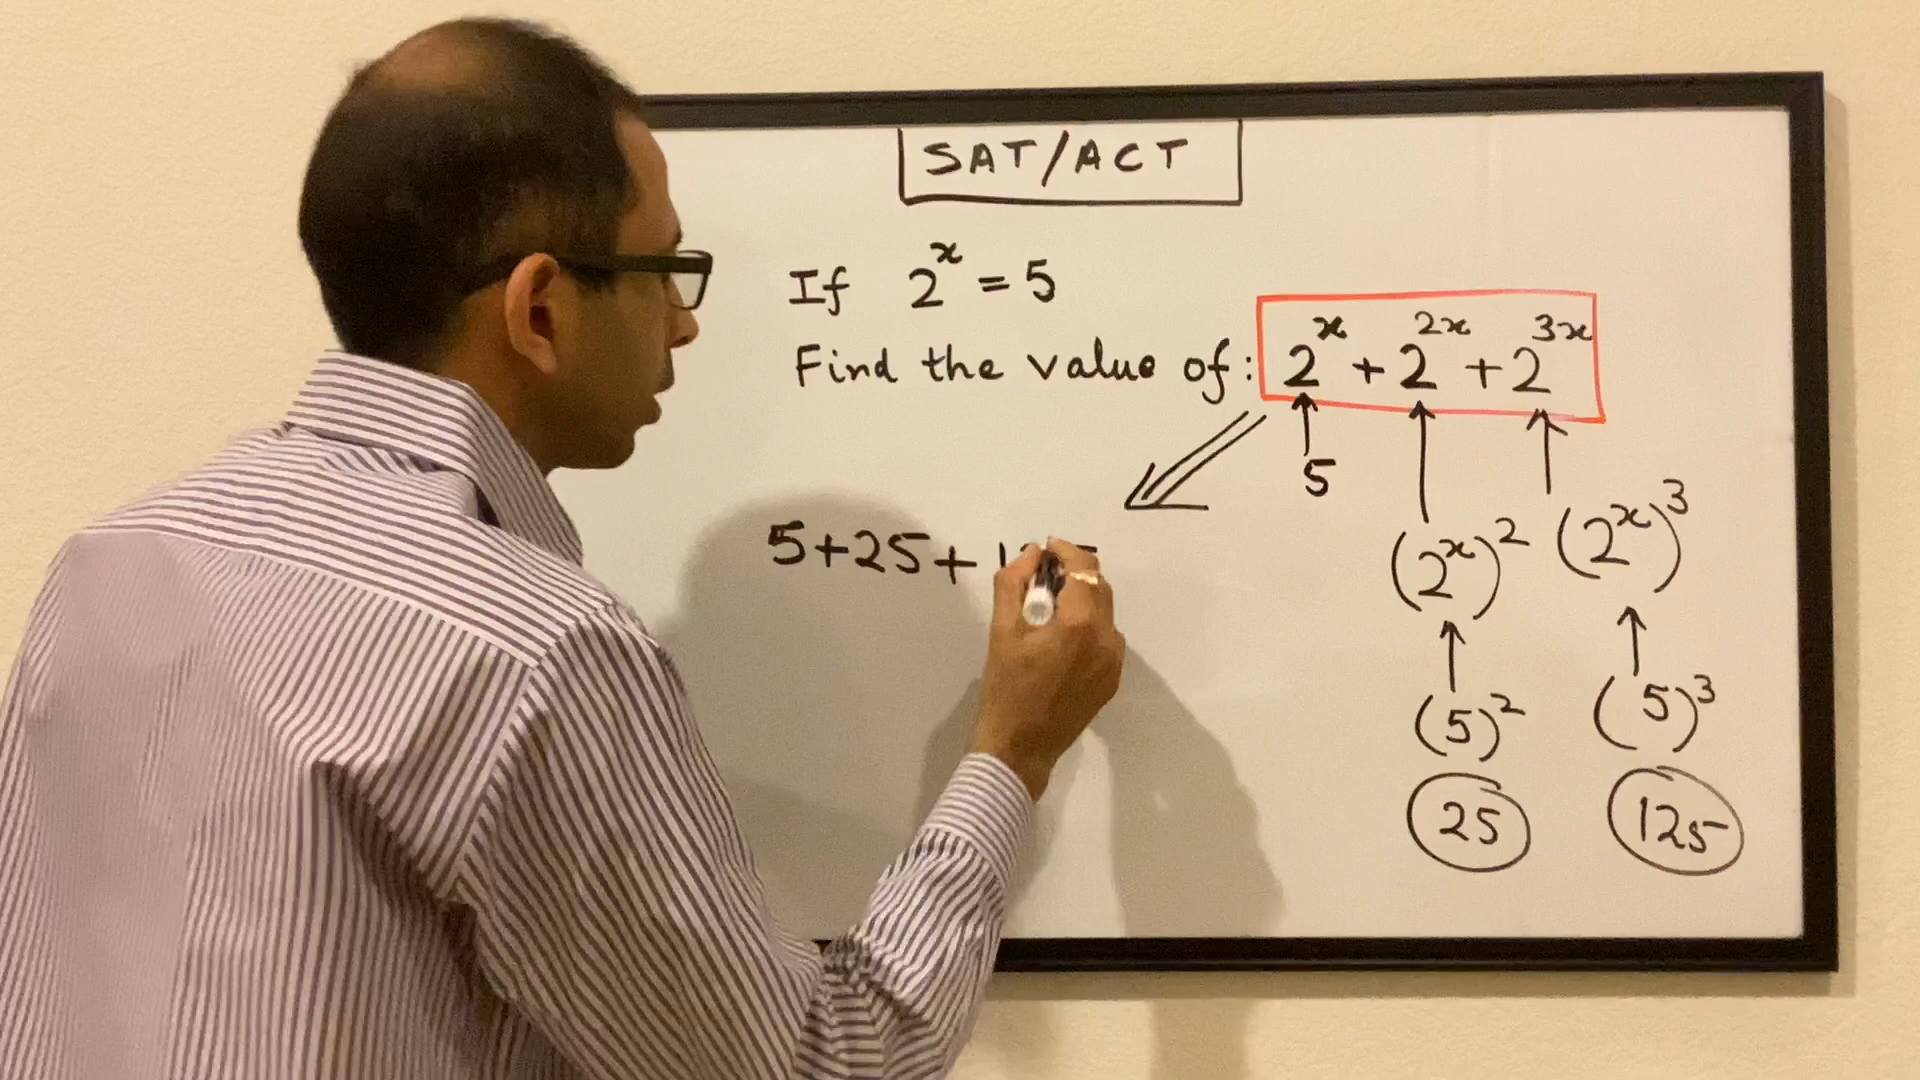 SAT/ACT
If 2^x = 5
Find the value of: 2^x + 2^2x + 2^3x
5
5+25+
(2^x)^2 (2^x)^3
(5)^2 (5)^3
25 125